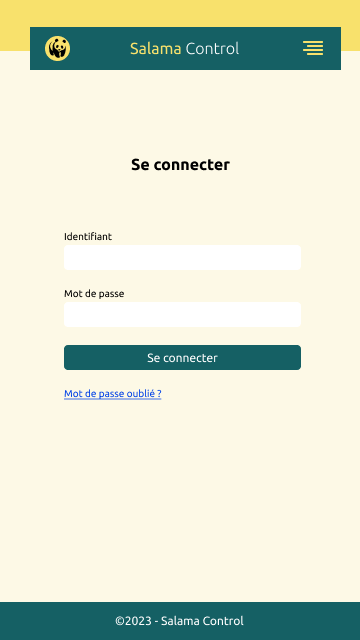 Salama Control
Se connecter
Identifiant
Mot de passe
Se connecter
Mot de passe oublié ?
©2023 - Salama Control